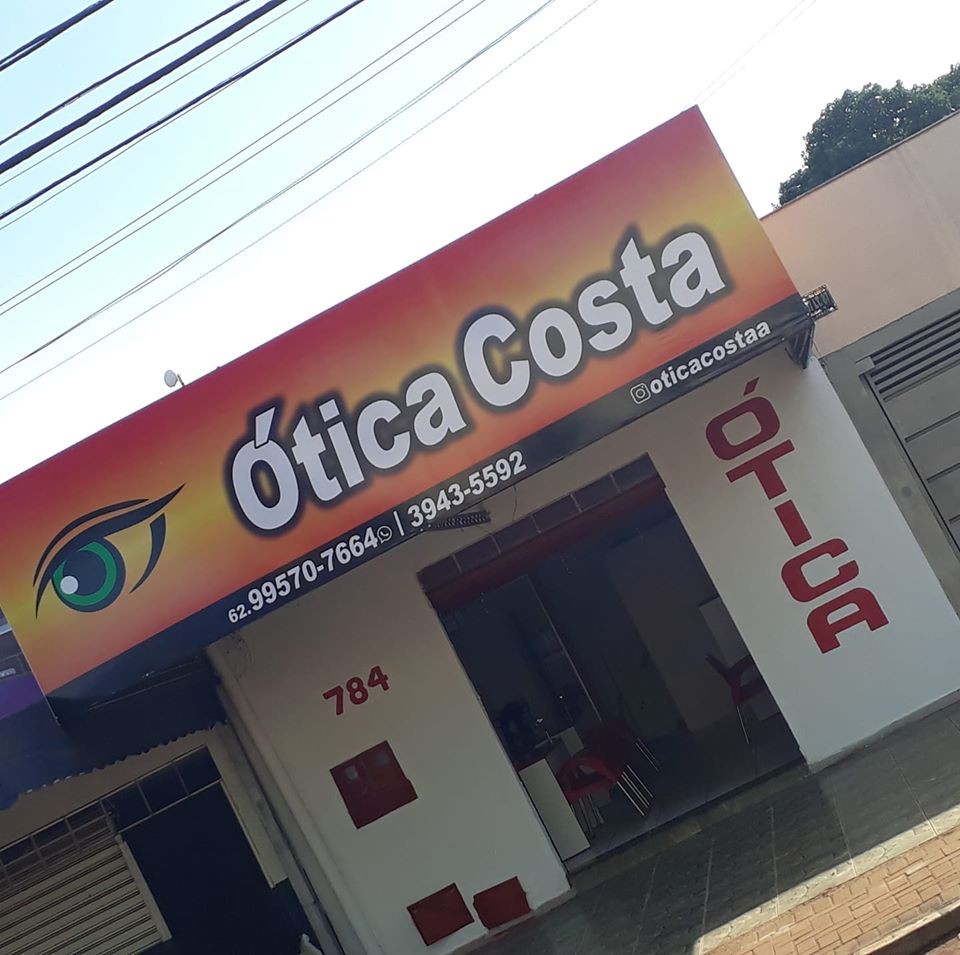 Ótica Costa
62.99570-7664 | 3943-5592
oticacostaa
ÓTICA
784